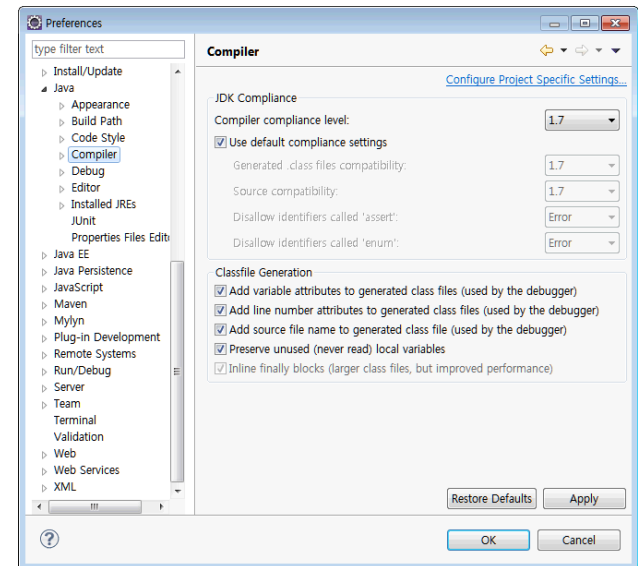 Preferences
type filter text
Install/Update
Java
Appearance
Build Path
Code Style
Compiler
Debug
Editor
Installed JREs
JUnit
Properties Files Edit
Java EE
Java Persistence
JavaScript
Maven
Mylyn
Plug-in Development
Remote Systems
Run/Debug
Server
Team
Terminal
Validation
Web
Web Services
XML
Compiler
Configure Project Specific Settings...
JDK Compliance
Compiler compliance level: 1.7
Use default compliance settings
Generated .class files compatibility: 1.7
Source compatibility: 1.7
Disallow identifiers called 'assert': Error
Disallow identifiers called 'enum': Error
Classfile Generation
Add variable attributes to generated class files (used by the debugger)
Add line number attributes to generated class files (used by the debugger)
Add source file name to generated class file (used by the debugger)
Preserve unused (never read) local variables
Inline finally blocks (larger class files, but improved performance)
Restore Defaults Apply
? OK Cancel